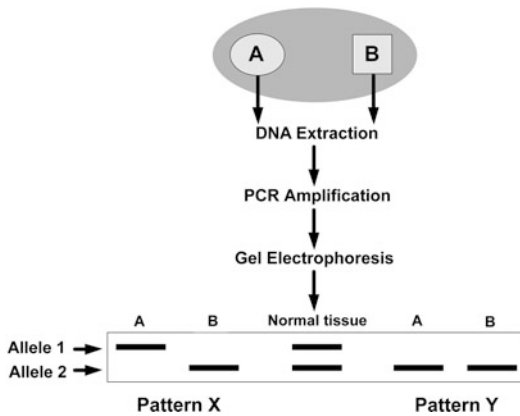 A B
DNA Extraction
PCR Amplification
Gel Electrophoresis
A B Normal tissue A B
Allele 1
Allele 2
Pattern X Pattern Y